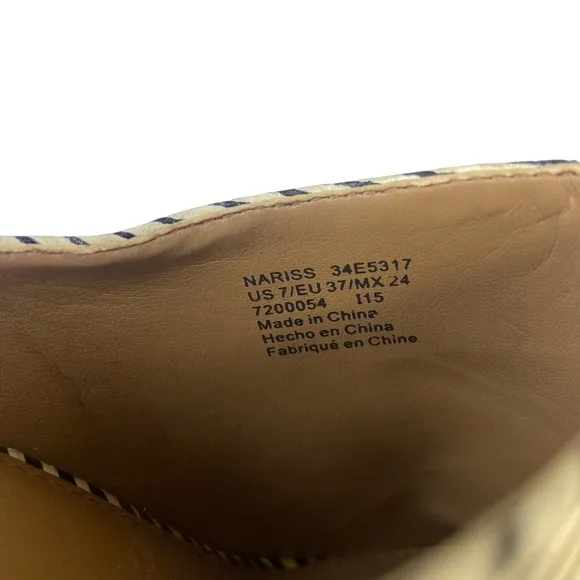 NARISS 34E5317
US 7/EU 37/MX 24
7200054 I15
Made in China
Hecho en China
Fabriqué en Chine